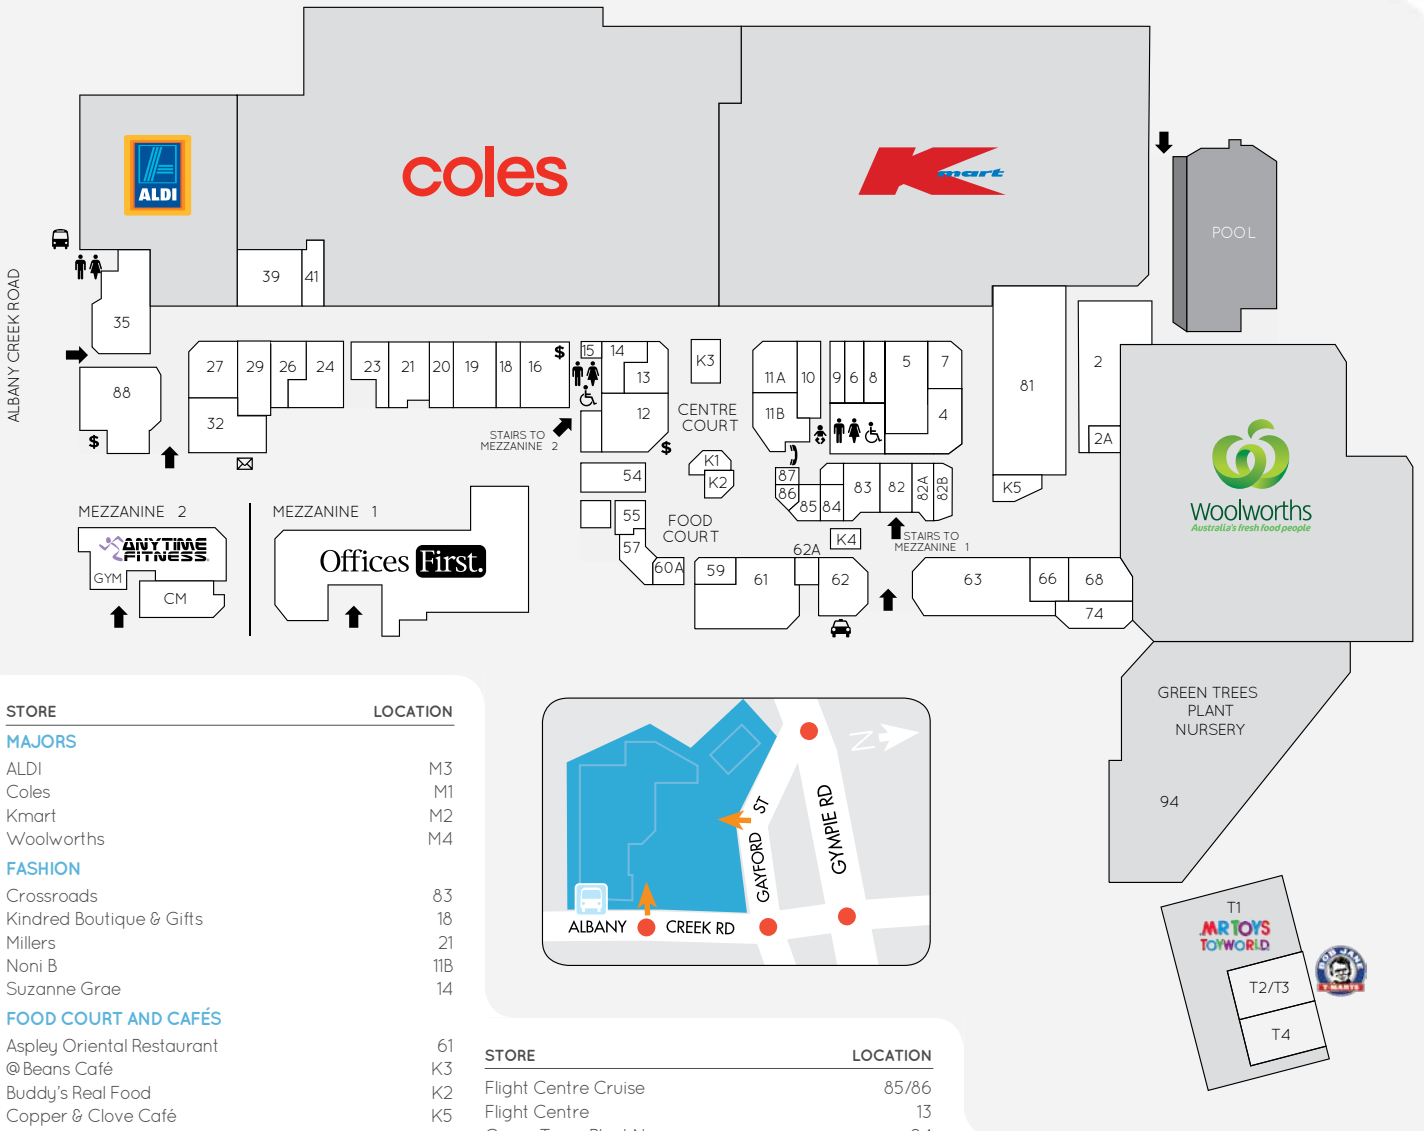 ALDI
coles
Kmart
POOL
ALBANY CREEK ROAD
39
41
35
88
$
27
29
26
24
32
23
21
20
19
18
16
$
15
14
13
12
$
STAIRS TO
MEZZANINE 2
K3
CENTRE
COURT
K1
K2
11A
10
11B
9
6
8
5
7
4
81
2
2A
K5
87
86
85
84
83
82
82A
82B
K4
STAIRS TO
MEZZANINE 1
54
55
57
60A
FOOD
COURT
59
61
62A
62
63
66
68
74
Woolworths
Australia's fresh food people
MEZZANINE 2
ANYTIME
FITNESS
GYM
CM
MEZZANINE 1
Offices First.
GREEN TREES
PLANT
NURSERY
94
T1
MR TOYS
TOYWORLD
T2/T3
T4
BOB JANE
T-MARTS
N
GAYFORD ST
GYMPIE RD
ALBANY CREEK RD
STORE LOCATION
MAJORS
ALDI M3
Coles M1
Kmart M2
Woolworths M4
FASHION
Crossroads 83
Kindred Boutique & Gifts 18
Millers 21
Noni B 11B
Suzanne Grae 14
FOOD COURT AND CAFÉS
Aspley Oriental Restaurant 61
@Beans Café K3
Buddy's Real Food K2
Copper & Clove Café K5
STORE LOCATION
Flight Centre Cruise 85/86
Flight Centre 13